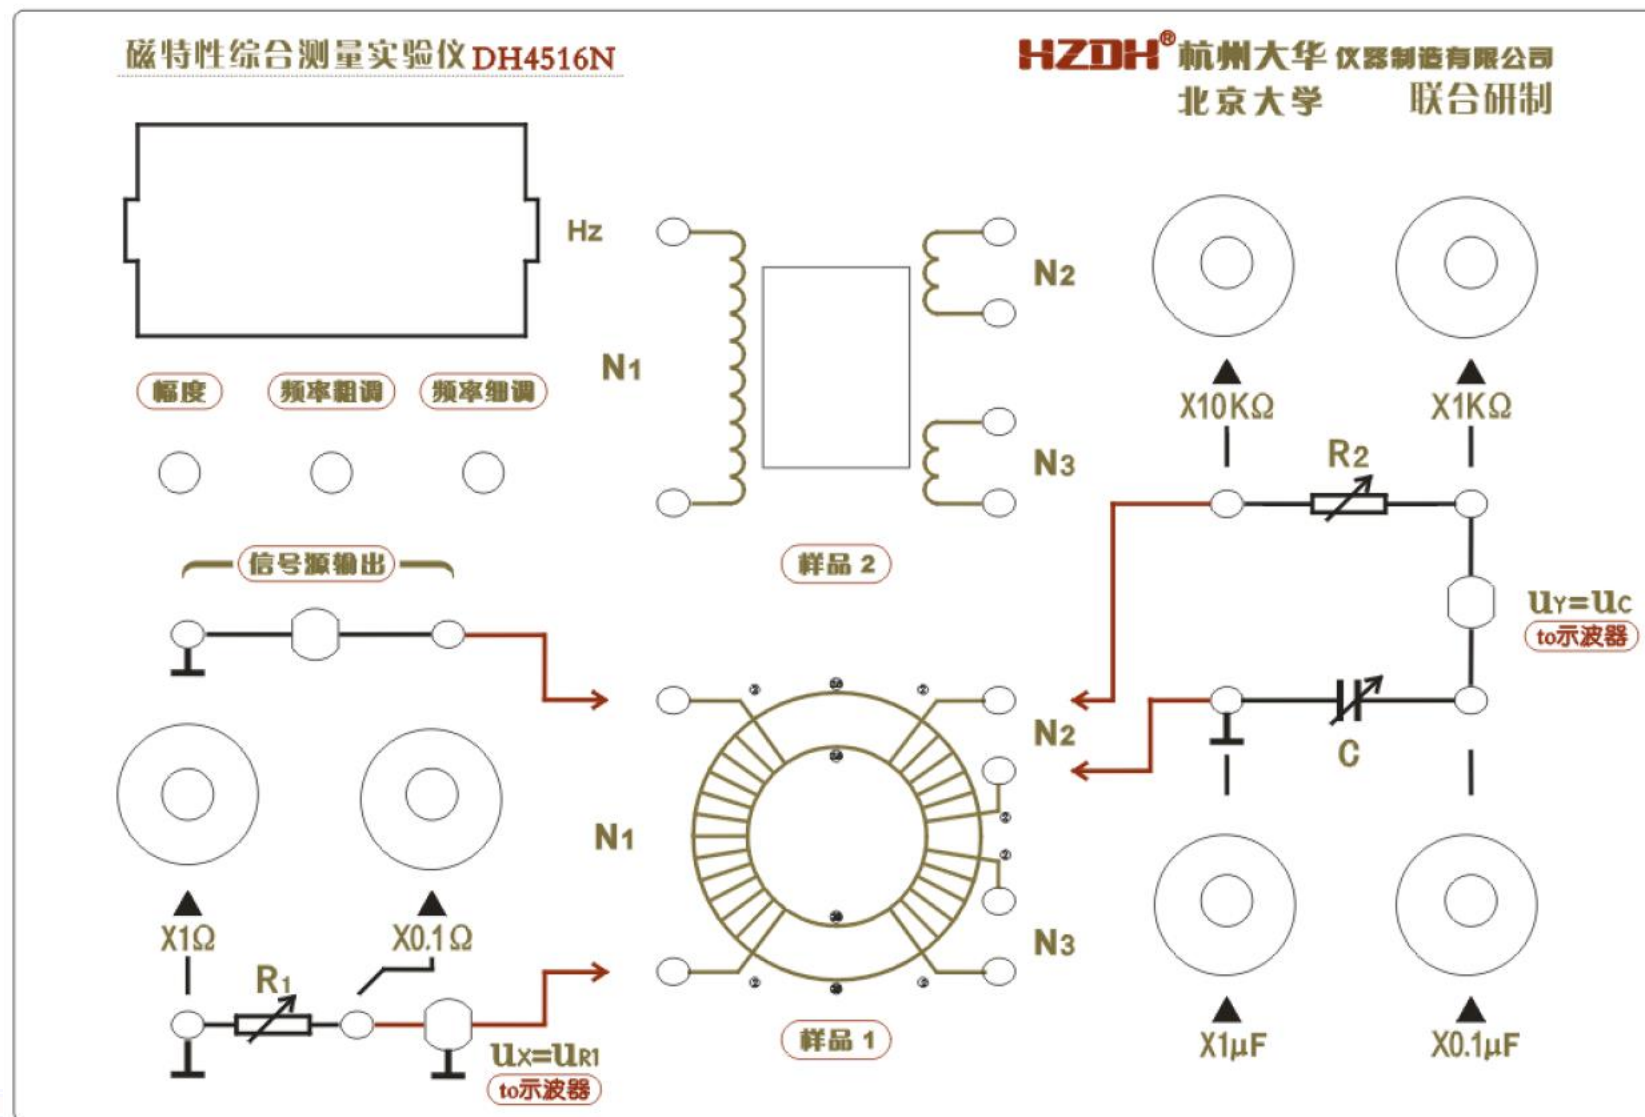 磁特性综合测量实验仪 DH4516N
HZDH® 杭州大华 仪器制造有限公司
北京大学 联合研制
Hz
幅度 频率粗调 频率细调
N1
N2
N3
样品 2
X10KΩ X1KΩ
R2
信号源输出
uY=uC
to示波器
C
N1
N2
N3
样品 1
X1Ω X0.1Ω
R1
uX=uR1
to示波器
X1μF X0.1μF